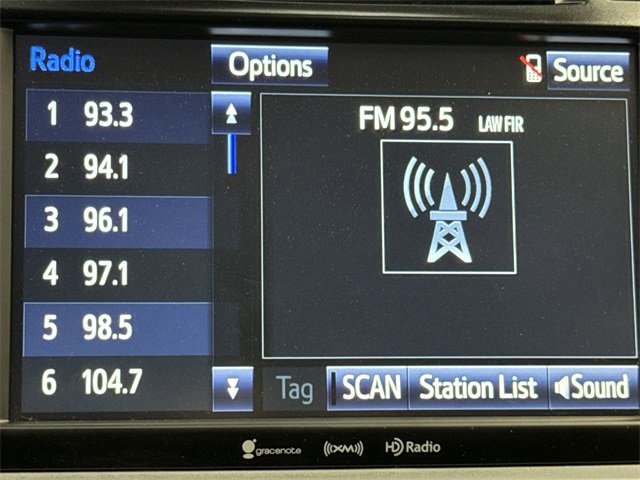 Radio
Options
Source
1 93.3
2 94.1
3 96.1
4 97.1
5 98.5
6 104.7
FM 95.5 LAW FIR
Tag
SCAN
Station List
Sound
gracenote
((XM))
HD Radio